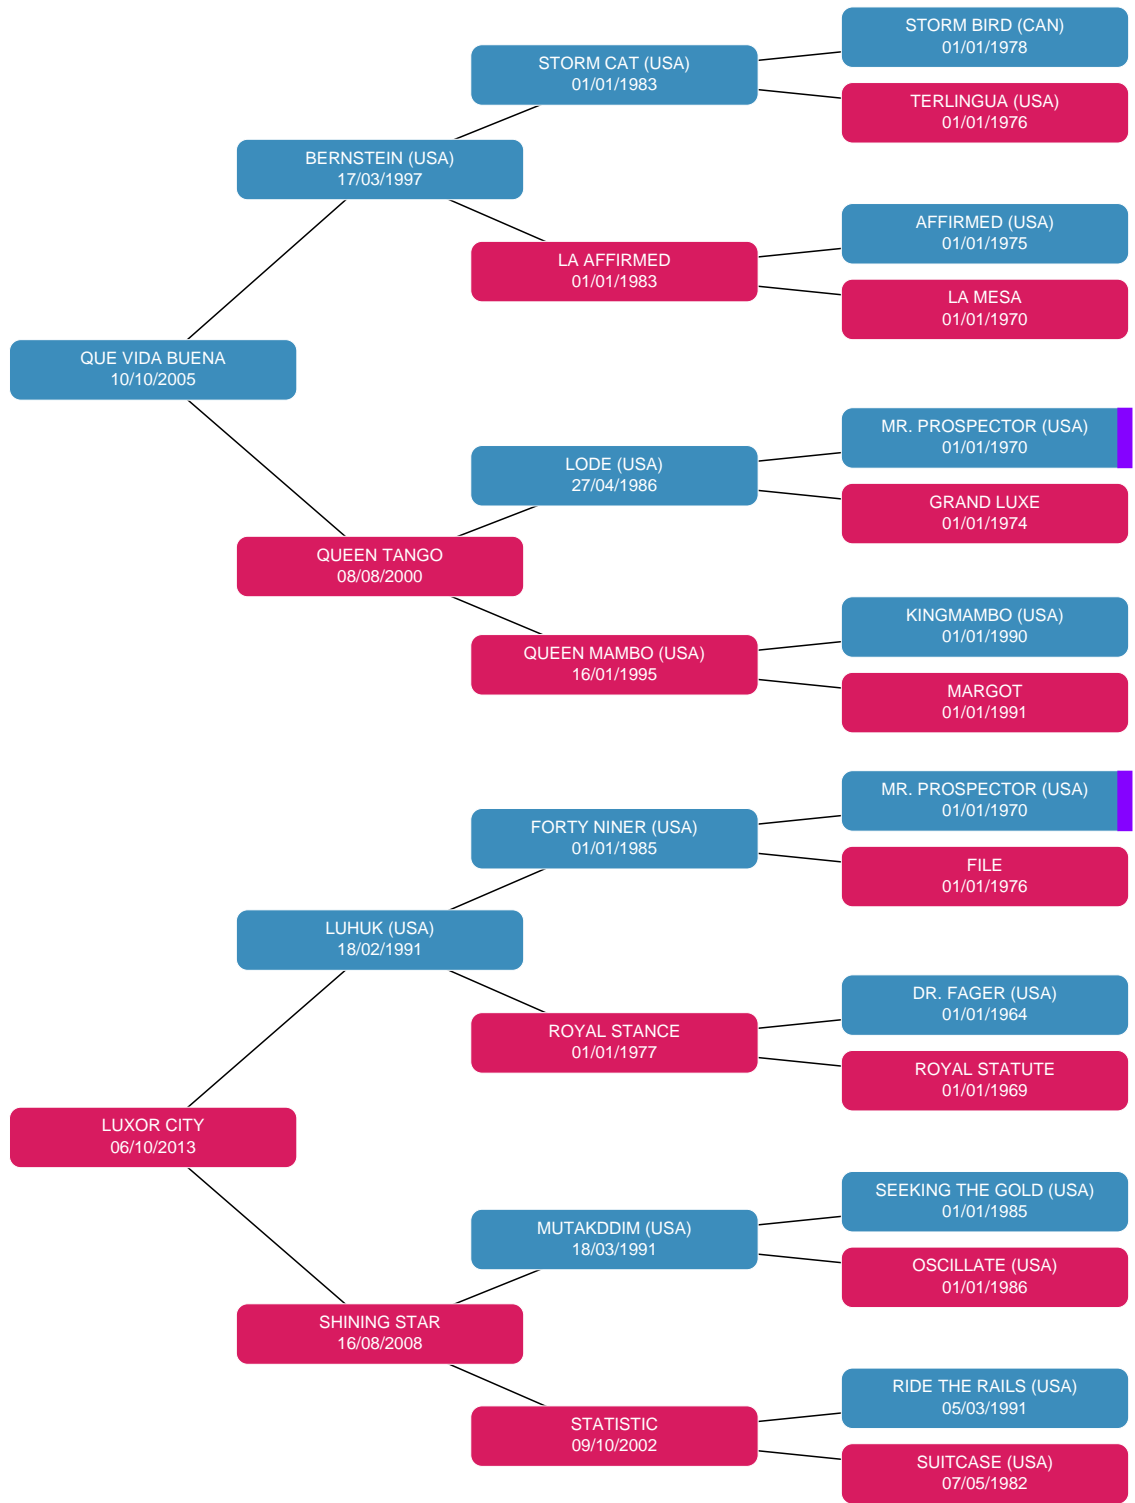 STORM BIRD (CAN)
01/01/1978
STORM CAT (USA)
01/01/1983
TERLINGUA (USA)
01/01/1976
BERNSTEIN (USA)
17/03/1997
AFFIRMED (USA)
01/01/1975
LA AFFIRMED
01/01/1983
LA MESA
01/01/1970
QUE VIDA BUENA
10/10/2005
MR. PROSPECTOR (USA)
01/01/1970
LODE (USA)
27/04/1986
GRAND LUXE
01/01/1974
QUEEN TANGO
08/08/2000
KINGMAMBO (USA)
01/01/1990
QUEEN MAMBO (USA)
16/01/1995
MARGOT
01/01/1991
MR. PROSPECTOR (USA)
01/01/1970
FORTY NINER (USA)
01/01/1985
FILE
01/01/1976
LUHUK (USA)
18/02/1991
DR. FAGER (USA)
01/01/1964
ROYAL STANCE
01/01/1977
ROYAL STATUTE
01/01/1969
LUXOR CITY
06/10/2013
SEEKING THE GOLD (USA)
01/01/1985
MUTAKDDIM (USA)
18/03/1991
OSCILLATE (USA)
01/01/1986
SHINING STAR
16/08/2008
RIDE THE RAILS (USA)
05/03/1991
STATISTIC
09/10/2002
SUITCASE (USA)
07/05/1982